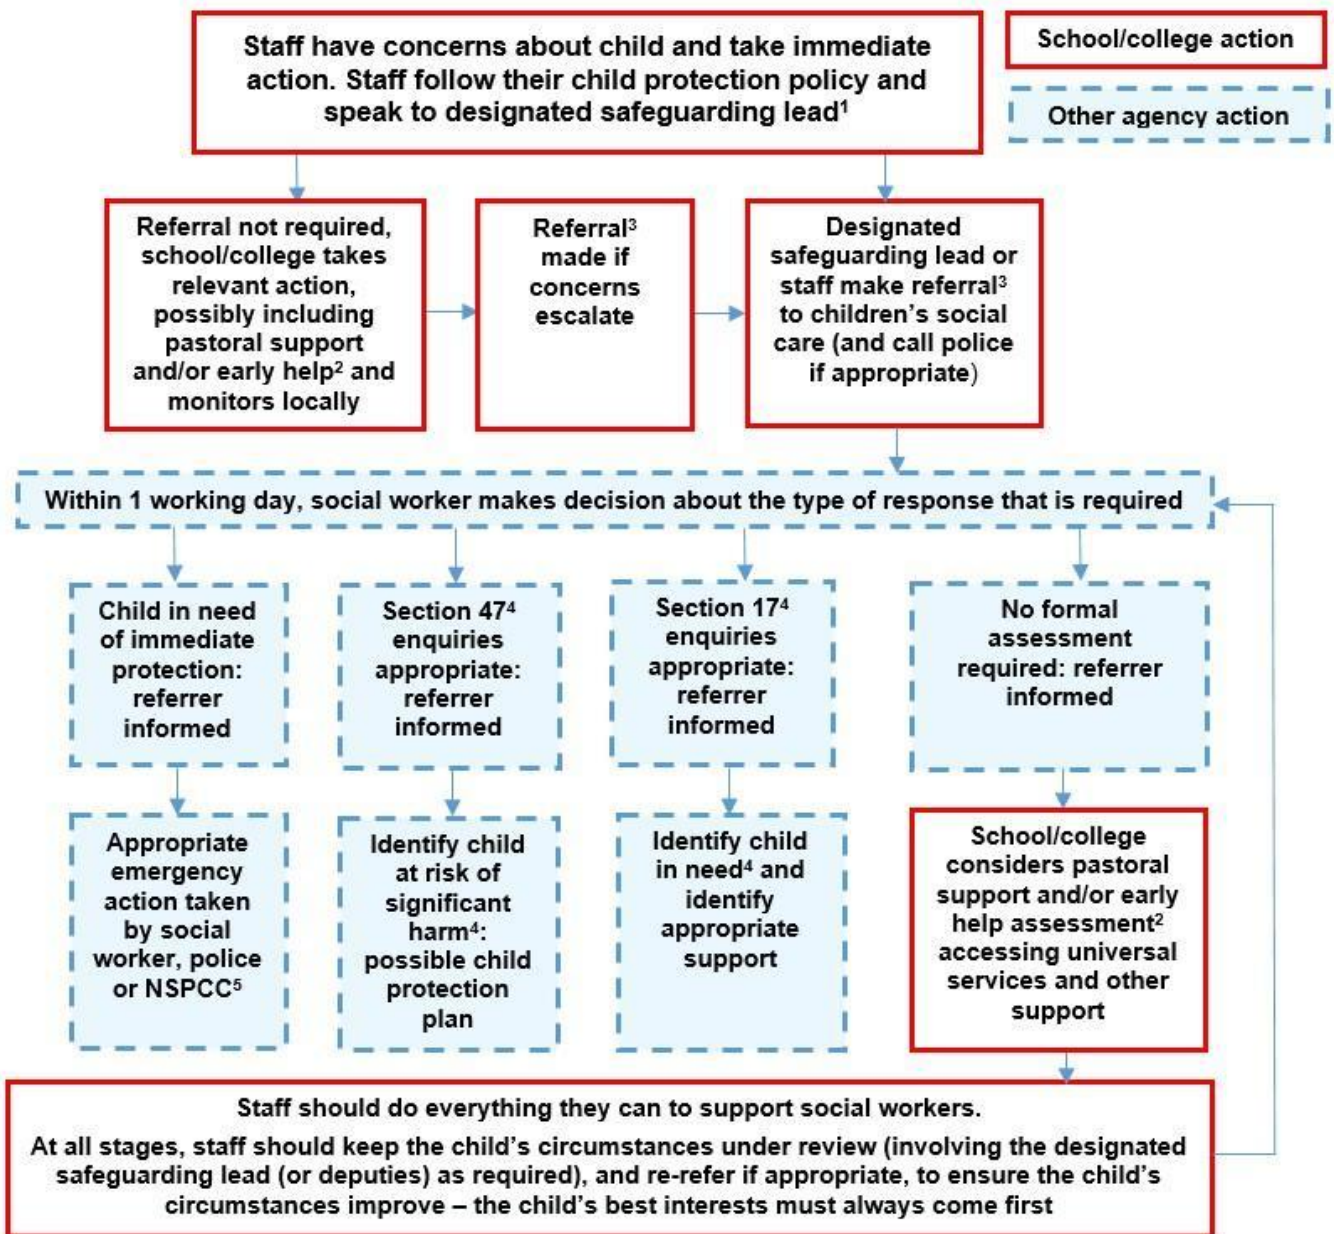 Staff have concerns about child and take immediate
action. Staff follow their child protection policy and
speak to designated safeguarding lead¹
School/college action
Other agency action
Referral not required,
school/college takes
relevant action,
possibly including
pastoral support
and/or early help² and
monitors locally
Referral³
made if
concerns
escalate
Designated
safeguarding lead or
staff make referral³
to children’s social
care (and call police
if appropriate)
Within 1 working day, social worker makes decision about the type of response that is required
Child in need
of immediate
protection:
referrer
informed
Section 47⁴
enquiries
appropriate:
referrer
informed
Section 17⁴
enquiries
appropriate:
referrer
informed
No formal
assessment
required: referrer
informed
Appropriate
emergency
action taken
by social
worker, police
or NSPCC⁵
Identify child
at risk of
significant
harm⁴:
possible child
protection
plan
Identify child
in need⁴ and
identify
appropriate
support
School/college
considers pastoral
support and/or early
help assessment²
accessing universal
services and other
support
Staff should do everything they can to support social workers.
At all stages, staff should keep the child’s circumstances under review (involving the designated
safeguarding lead (or deputies) as required), and re-refer if appropriate, to ensure the child’s
circumstances improve – the child’s best interests must always come first